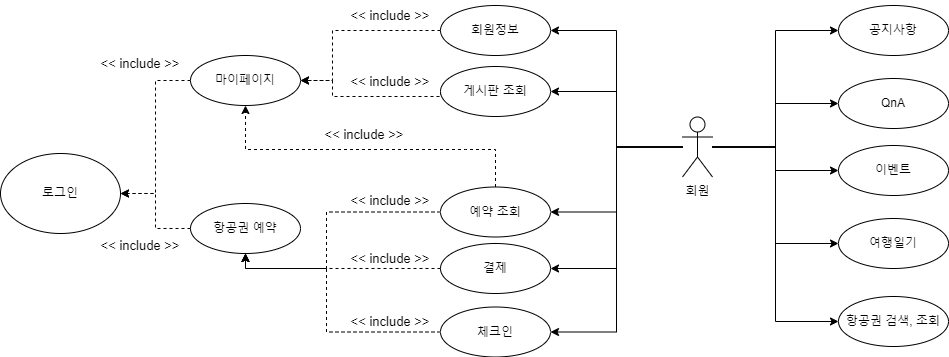 << include >>
회원정보
공지사항
<< include >>
마이페이지
<< include >>
게시판 조회
QnA
<< include >>
이벤트
회원
로그인
<< include >>
예약 조회
항공권 예약
<< include >>
여행일기
<< include >>
결제
<< include >>
체크인
항공권 검색, 조회